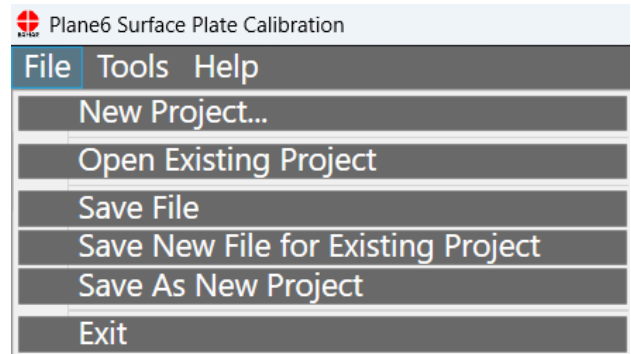 Plane6 Surface Plate Calibration
File Tools Help
New Project...
Open Existing Project
Save File
Save New File for Existing Project
Save As New Project
Exit